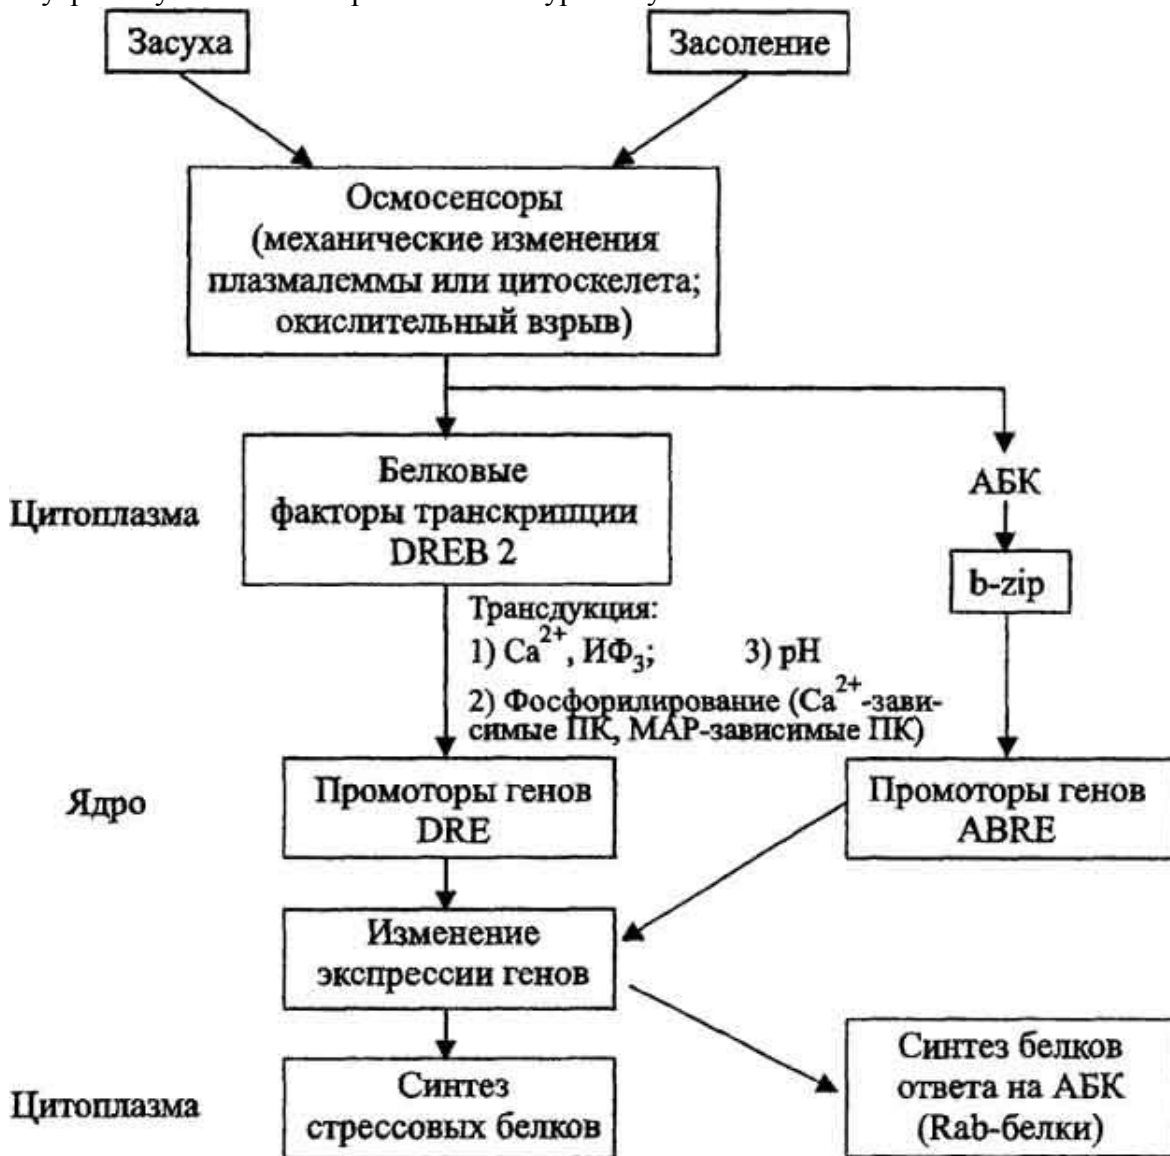 Засуха
Засоление
Осмосенсоры
(механические изменения
плазмалеммы или цитоскелета;
окислительный взрыв)
Цитоплазма
Белковые
факторы транскрипции
DREB 2
АБК
b-zip
Трансдукция:
1) Ca²⁺, ИФ₃; 3) pH
2) Фосфорилирование (Ca²⁺-зави-
симые ПК, МАР-зависимые ПК)
Ядро
Промоторы генов
DRE
Промоторы генов
ABRE
Изменение
экспрессии генов
Цитоплазма
Синтез
стрессовых белков
Синтез белков
ответа на АБК
(Rab-белки)